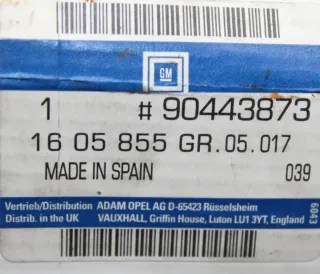 GM
1 # 90443873
16 05 855 GR.05.017
MADE IN SPAIN 039
Vertrieb/Distribution ADAM OPEL AG D-65423 Rüsselsheim
Distrib. in the UK VAUXHALL, Griffin House, Luton LU1 3YT, England
6043